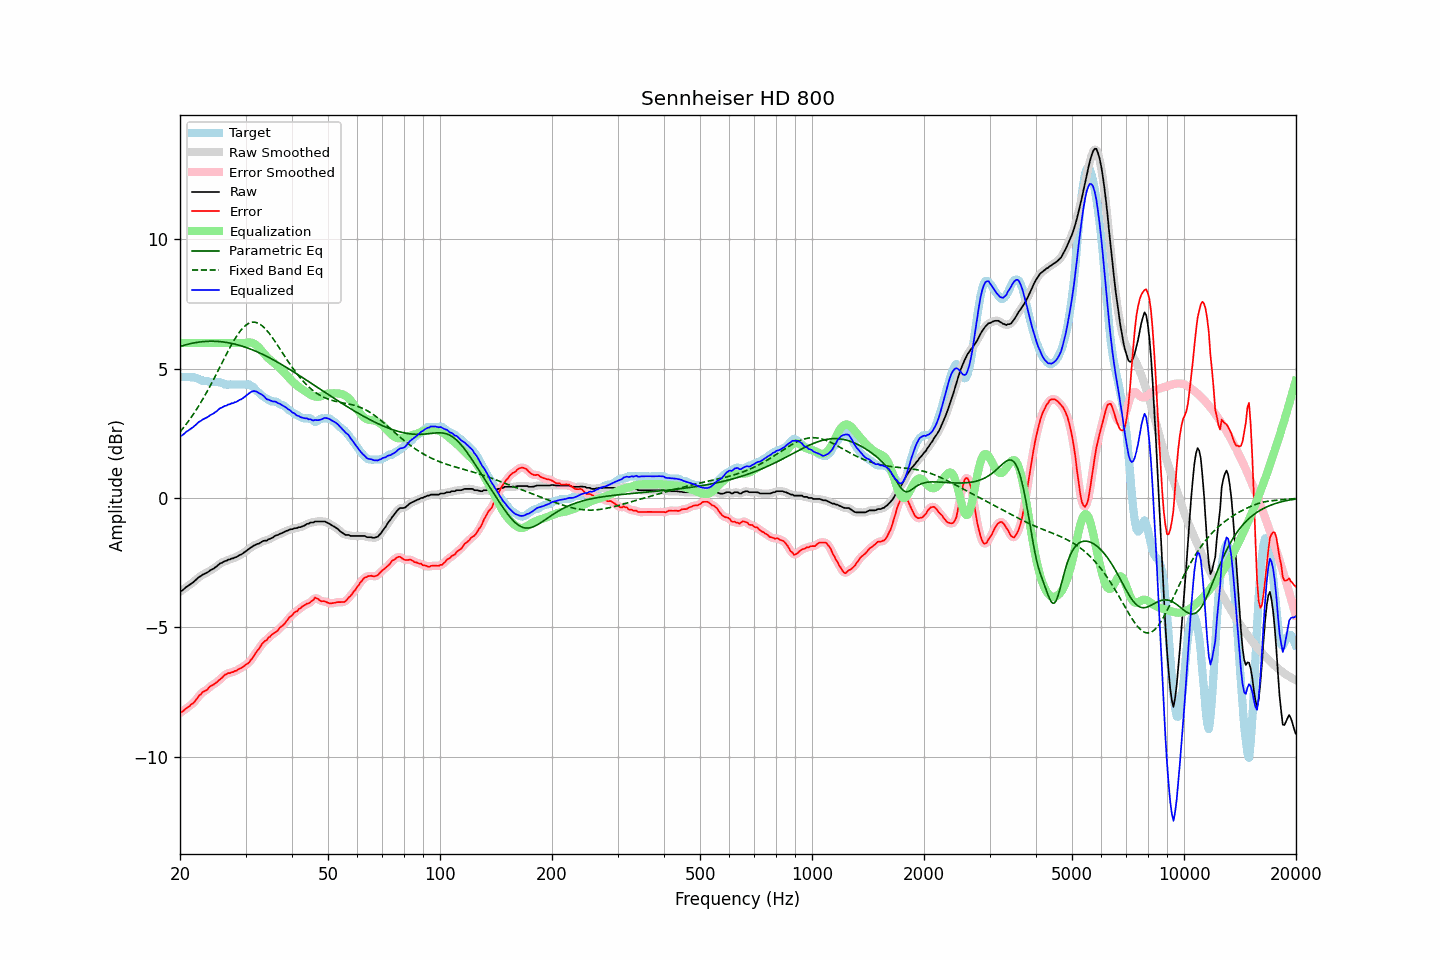 Sennheiser HD 800
Target
Raw Smoothed
Error Smoothed
Raw
Error
Equalization
Parametric Eq
Fixed Band Eq
Equalized
Amplitude (dBr)
10
5
0
−5
−10
20 50 100 200 500 1000 2000 5000 10000 20000
Frequency (Hz)